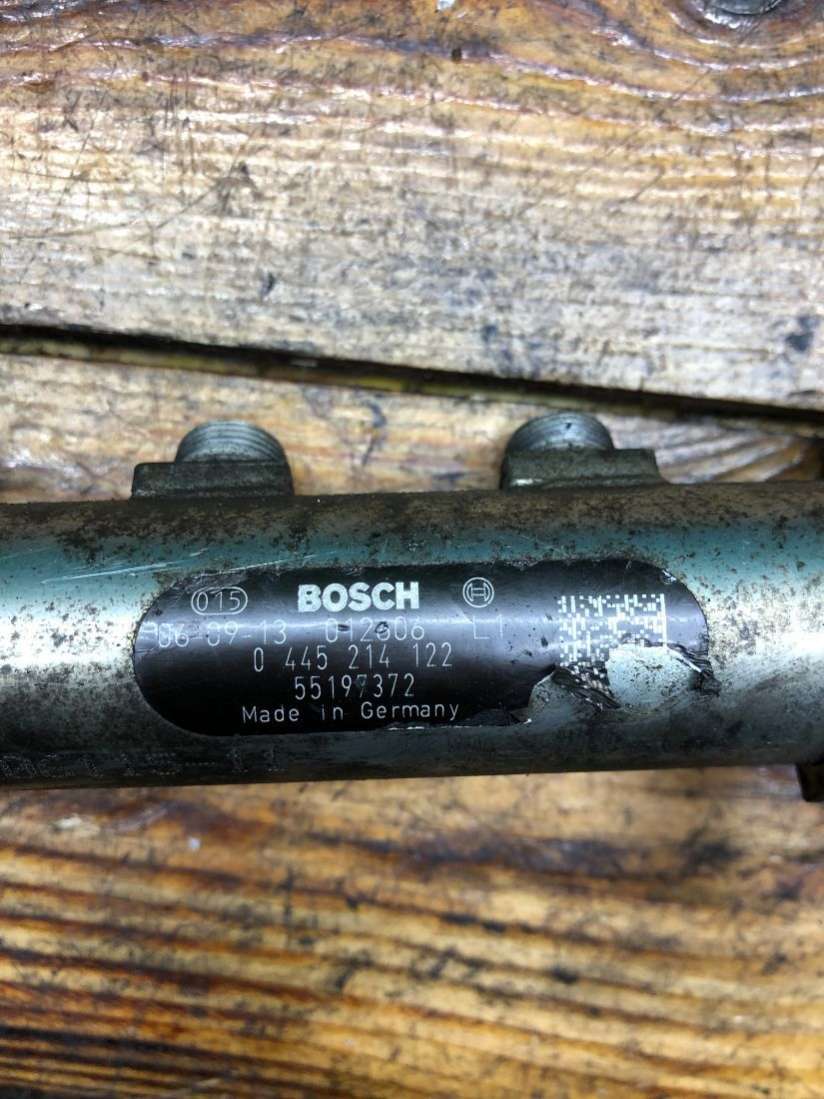 015 BOSCH
06-09-13 012606 L1
0 445 214 122
55197372
Made in Germany